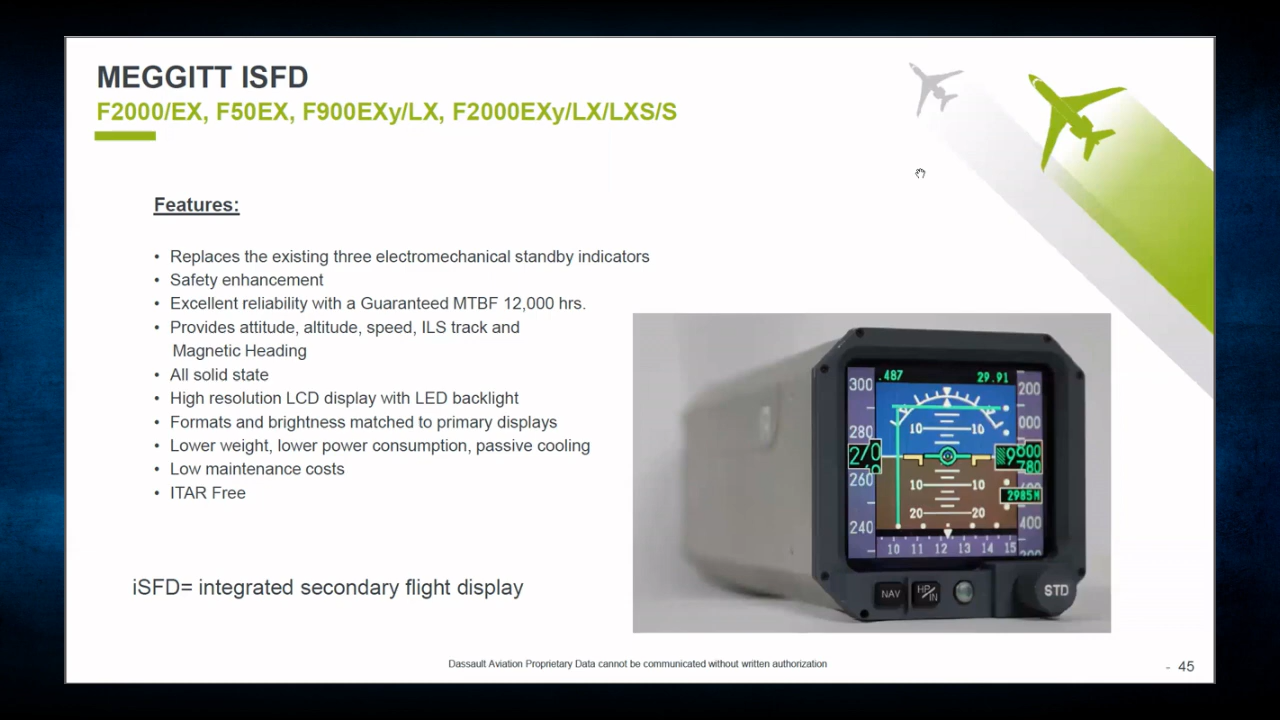 MEGGITT ISFD
F2000/EX, F50EX, F900EXy/LX, F2000EXy/LX/LXS/S
Features:
• Replaces the existing three electromechanical standby indicators
• Safety enhancement
• Excellent reliability with a Guaranteed MTBF 12,000 hrs.
• Provides attitude, altitude, speed, ILS track and
Magnetic Heading
• All solid state
• High resolution LCD display with LED backlight
• Formats and brightness matched to primary displays
• Lower weight, lower power consumption, passive cooling
• Low maintenance costs
• ITAR Free
iSFD= integrated secondary flight display
.487 29.91
300 200
10 10 000
280
260
2985M
10 10
20 20 400
240
10 11 12 13 14 15
NAV HP/IN STD
Dassault Aviation Proprietary Data cannot be communicated without written authorization
- 45